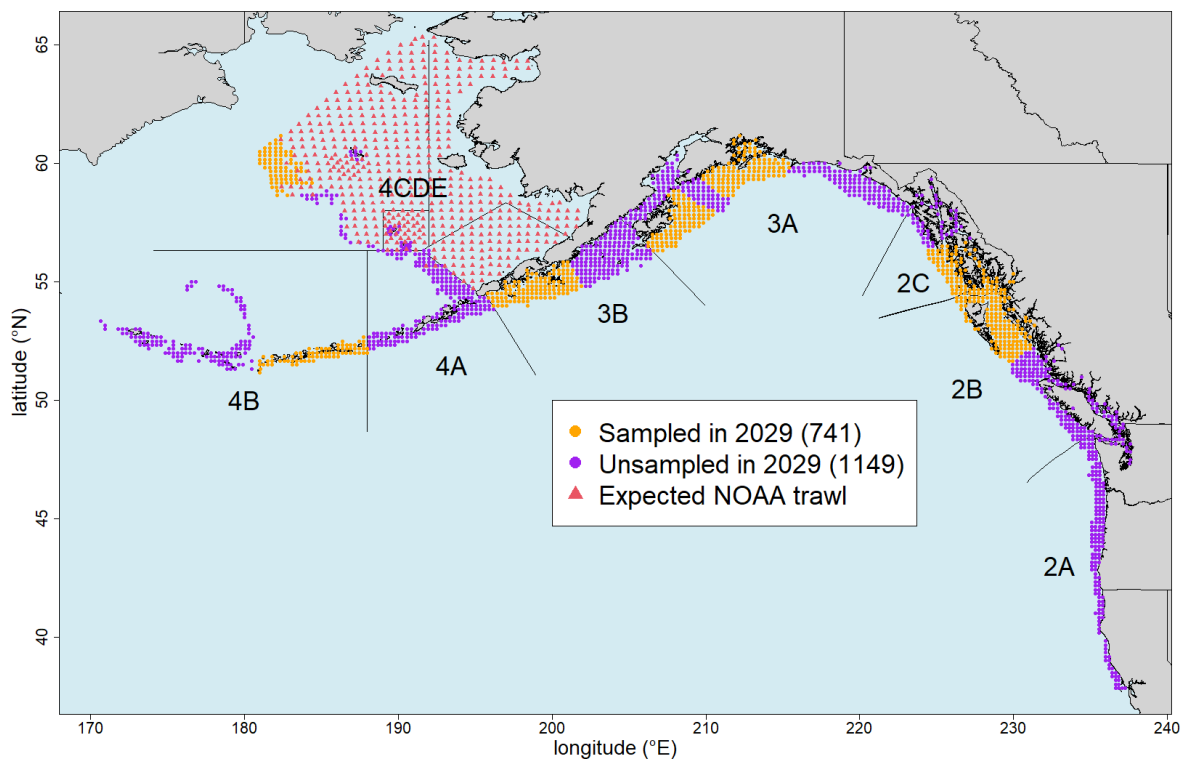 65
60
55
50
45
40
latitude (°N)
4CDE
3A
2C
3B
4A
2B
4B
Sampled in 2029 (741)
Unsampled in 2029 (1149)
Expected NOAA trawl
2A
170 180 190 200 210 220 230 240
longitude (°E)